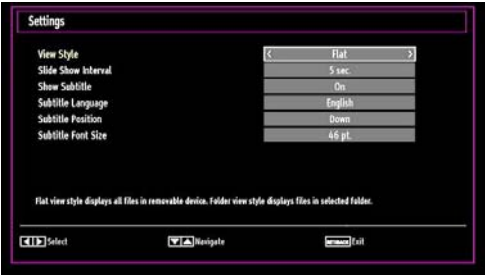 Settings
View Style < Flat >
Slide Show Interval 5 sec.
Show Subtitle On
Subtitle Language English
Subtitle Position Down
Subtitle Font Size 46 pt.
Flat view style displays all files in removable device. Folder view style displays files in selected folder.
Select Navigate Exit